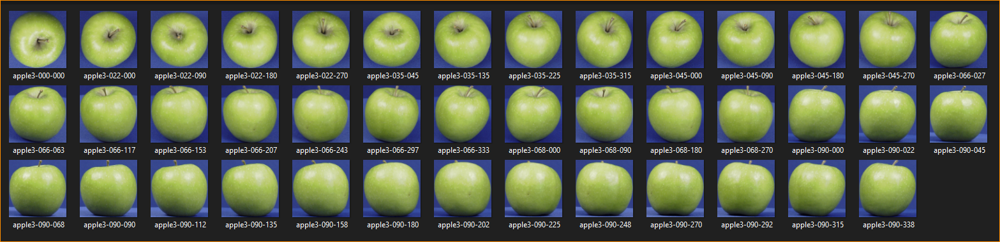 apple3-000-000 apple3-022-000 apple3-022-090 apple3-022-180 apple3-022-270 apple3-035-045 apple3-035-135 apple3-035-225 apple3-035-315 apple3-045-000 apple3-045-090 apple3-045-180 apple3-045-270 apple3-066-027
apple3-066-063 apple3-066-117 apple3-066-153 apple3-066-207 apple3-066-243 apple3-066-297 apple3-066-333 apple3-068-000 apple3-068-090 apple3-068-180 apple3-068-270 apple3-090-000 apple3-090-022 apple3-090-045
apple3-090-068 apple3-090-090 apple3-090-112 apple3-090-135 apple3-090-158 apple3-090-180 apple3-090-202 apple3-090-225 apple3-090-248 apple3-090-270 apple3-090-292 apple3-090-315 apple3-090-338